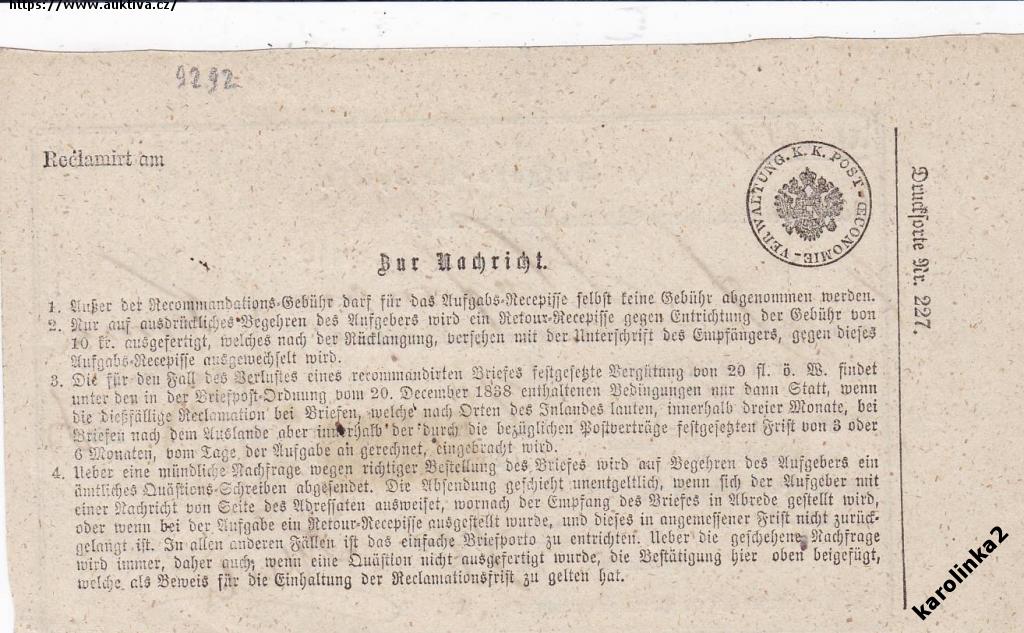 https://www.auktiva.cz/
9292
Reclamirt am
VERWALTUNG. K. K. POST-ŒCONOMIE-
Drucksorte Nr. 227.
Zur Nachricht.
1. Außer der Recommandations-Gebühr darf für das Aufgabs-Recepisse selbst keine Gebühr abgenommen werden.
2. Nur auf ausdrückliches Begehren des Aufgebers wird ein Retour-Recepisse gegen Entrichtung der Gebühr von
10 kr. ausgefertigt, welches nach der Rücklangung, versehen mit der Unterschrift des Empfängers, gegen dieses
Aufgabs-Recepisse ausgewechselt wird.
3. Die für den Fall des Verlustes eines recommandirten Briefes festgesetzte Vergütung von 20 fl. ö. W. findet
unter den in der Briefpost-Ordnung vom 20. December 1838 enthaltenen Bedingungen nur dann Statt, wenn
die dießfällige Reclamation bei Briefen, welche nach Orten des Inlandes lauten, innerhalb dreier Monate, bei
Briefen nach dem Auslande aber innerhalb der durch die bezüglichen Postverträge festgesetzten Frist von 3 oder
6 Monaten, vom Tage der Aufgabe an gerechnet, eingebracht wird.
4. Ueber eine mündliche Nachfrage wegen richtiger Bestellung des Briefes wird auf Begehren des Aufgebers ein
ämtliches Quästions-Schreiben abgesendet. Die Absendung geschieht unentgeltlich, wenn sich der Aufgeber mit
einer Nachricht von Seite des Adressaten ausweiset, wornach der Empfang des Briefes in Abrede gestellt wird,
oder wenn bei der Aufgabe ein Retour-Recepisse ausgestellt wurde, und dieses in angemessener Frist nicht zurück-
gelangt ist. In allen anderen Fällen ist das einfache Briefporto zu entrichten. Ueber die geschehene Nachfrage
wird immer, daher auch, wenn eine Quästion nicht ausgefertigt wurde, die Bestätigung hier oben beigefügt,
welche als Beweis für die Einhaltung der Reclamationsfrist zu gelten hat.
karolinka2